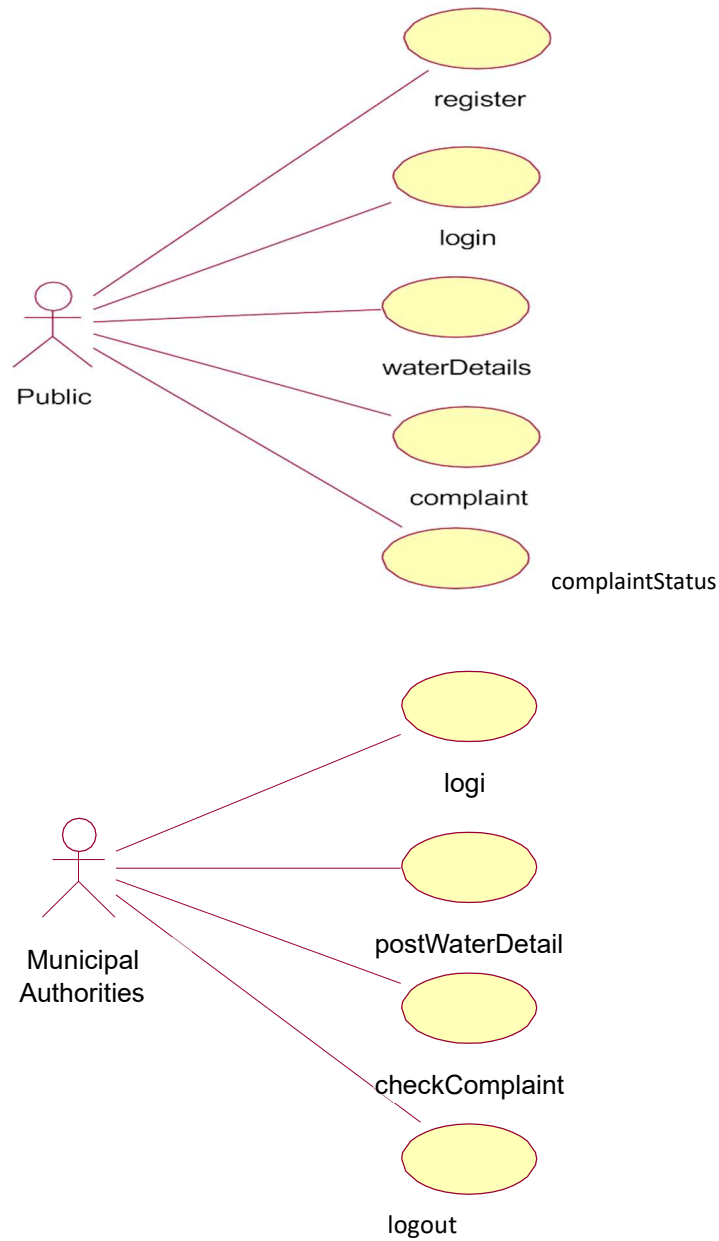 register
login
waterDetails
Public
complaint
complaintStatus
logi
postWaterDetail
Municipal
Authorities
checkComplaint
logout